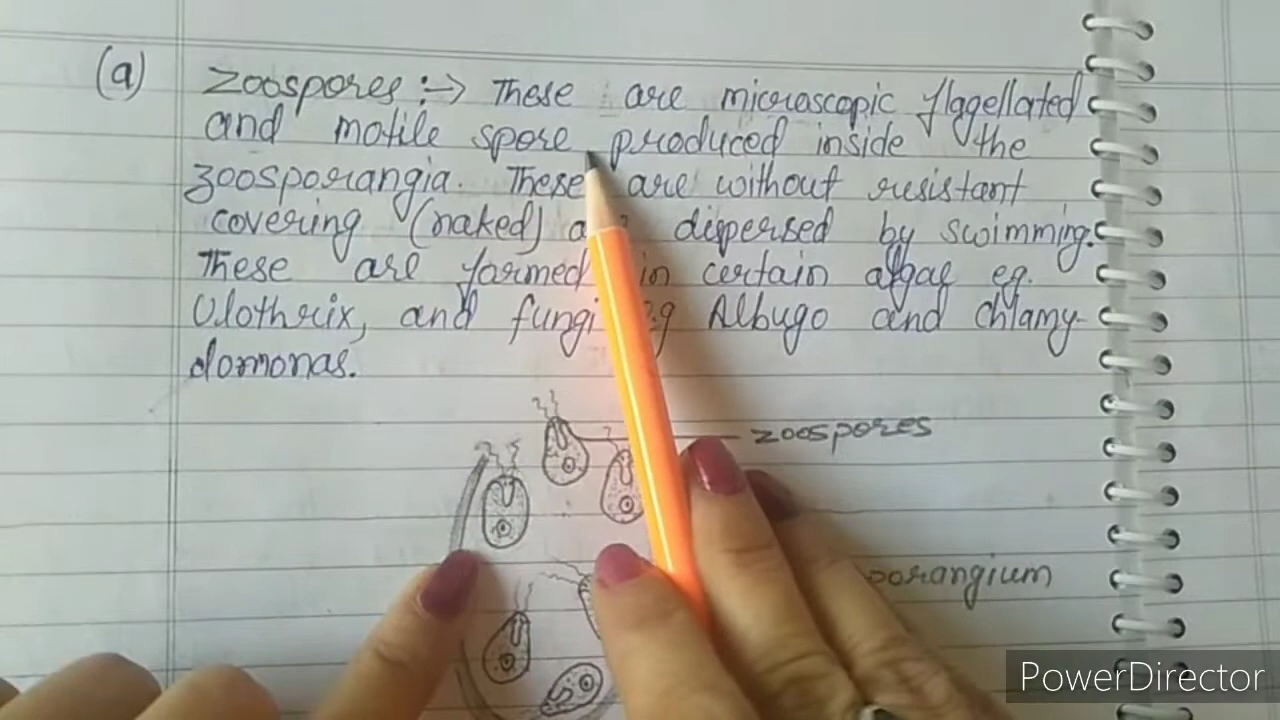 (a) Zoospores :→ These are microscopic flagellated
and motile spore produced inside the
zoosporangia. These are without resistant
covering (naked) dispersed by swimming.
These are formed in certain algae eg.
Ulothrix, and fungi e.g Albugo and chlamy-
domonas.
zoospores
porangium
PowerDirector